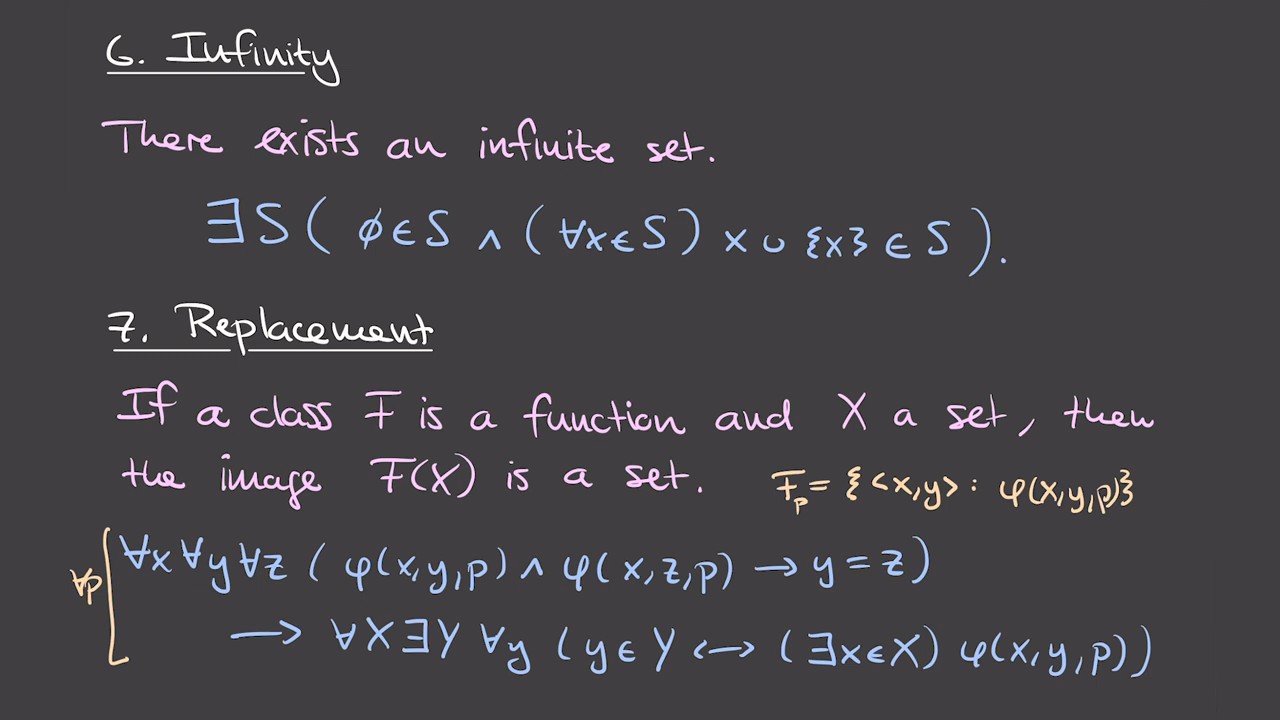 6. Infinity
There exists an infinite set.
∃S( ∅∈S ∧ (∀x∈S) x ∪ {x} ∈ S ).
7. Replacement
If a class F is a function and X a set, then
the image F(X) is a set. F_p = {<x,y> : φ(x,y,p)}
∀p [ ∀x ∀y ∀z ( φ(x,y,p) ∧ φ(x,z,p) → y = z )
→ ∀X ∃Y ∀y ( y ∈ Y ↔ (∃x∈X) φ(x,y,p))